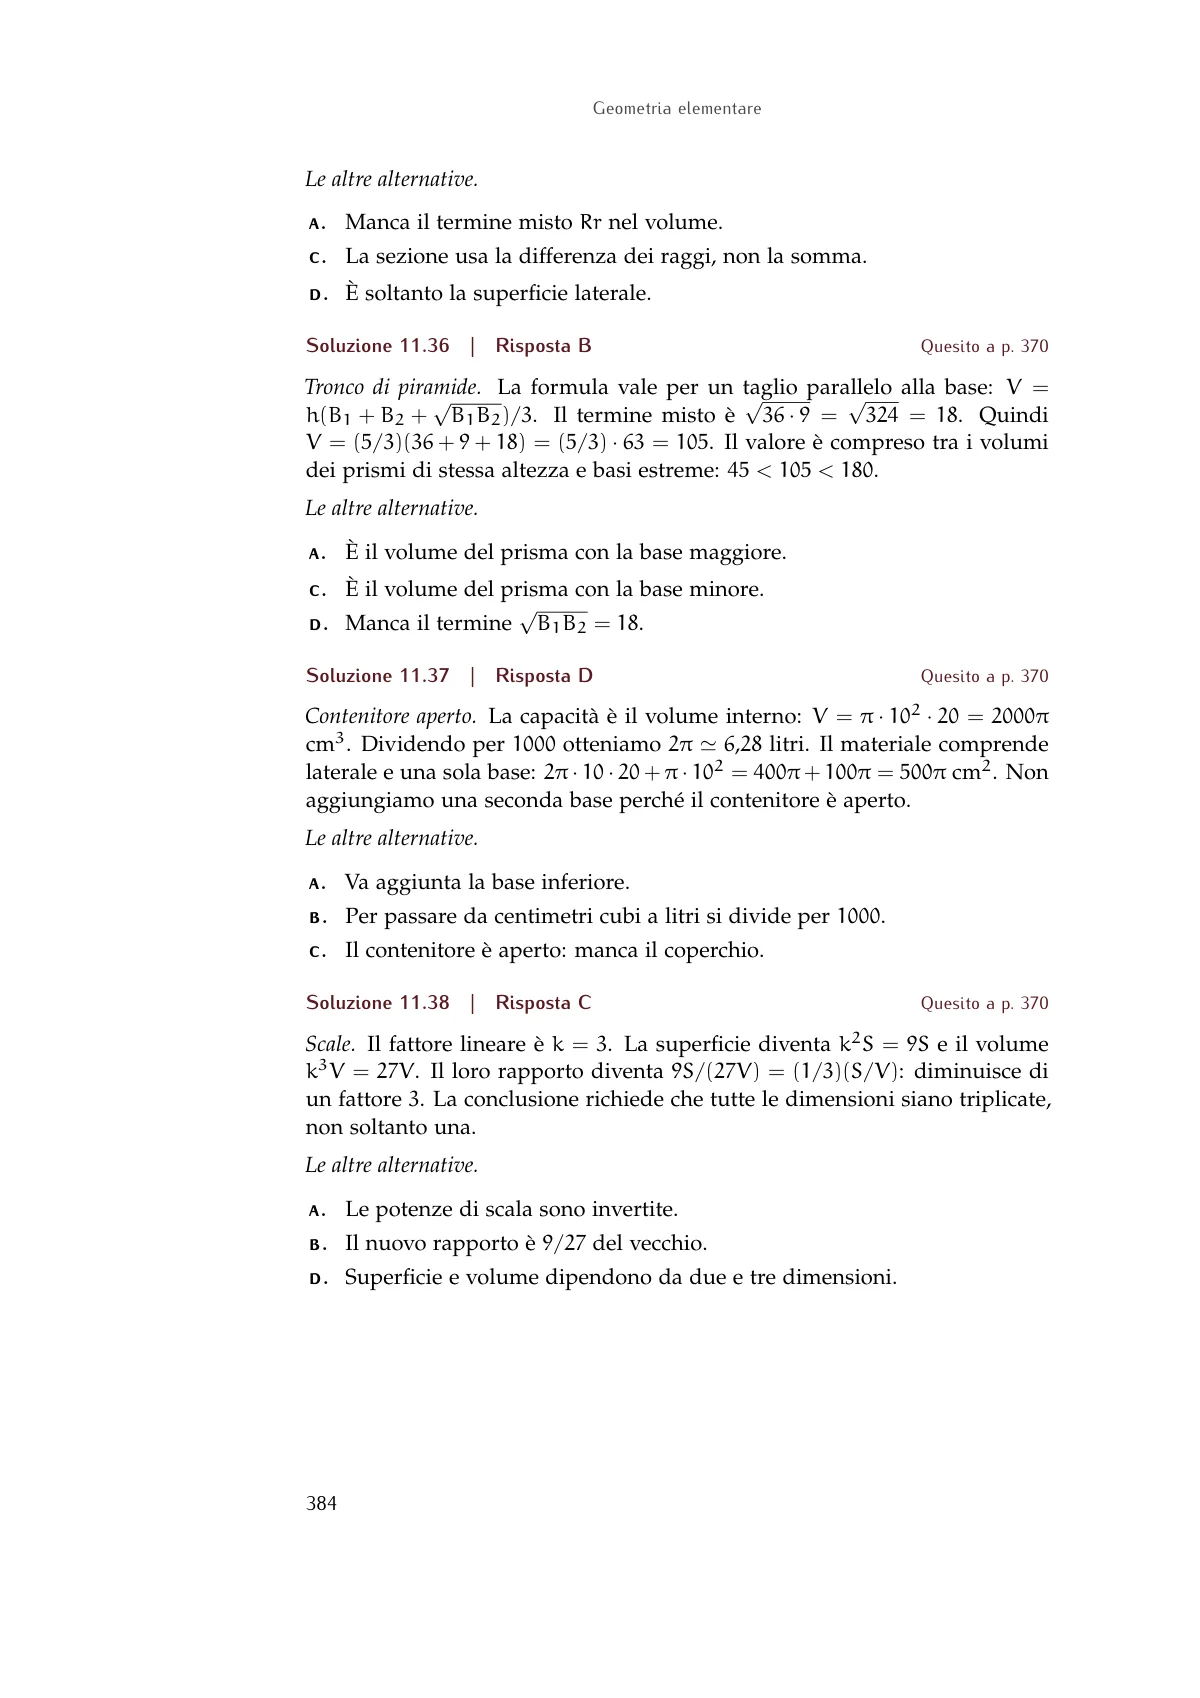 Geometria elementare
Le altre alternative.
A. Manca il termine misto Rr nel volume.
C. La sezione usa la differenza dei raggi, non la somma.
D. È soltanto la superficie laterale.
Soluzione 11.36 | Risposta B Quesito a p. 370
Tronco di piramide. La formula vale per un taglio parallelo alla base: V =
h(B₁ + B₂ + √B₁B₂)/3. Il termine misto è √36 · 9 = √324 = 18. Quindi
V = (5/3)(36 + 9 + 18) = (5/3) · 63 = 105. Il valore è compreso tra i volumi
dei prismi di stessa altezza e basi estreme: 45 < 105 < 180.
Le altre alternative.
A. È il volume del prisma con la base maggiore.
C. È il volume del prisma con la base minore.
D. Manca il termine √B₁B₂ = 18.
Soluzione 11.37 | Risposta D Quesito a p. 370
Contenitore aperto. La capacità è il volume interno: V = π · 10² · 20 = 2000π
cm³. Dividendo per 1000 otteniamo 2π ≃ 6,28 litri. Il materiale comprende
laterale e una sola base: 2π · 10 · 20 + π · 10² = 400π + 100π = 500π cm². Non
aggiungiamo una seconda base perché il contenitore è aperto.
Le altre alternative.
A. Va aggiunta la base inferiore.
B. Per passare da centimetri cubi a litri si divide per 1000.
C. Il contenitore è aperto: manca il coperchio.
Soluzione 11.38 | Risposta C Quesito a p. 370
Scale. Il fattore lineare è k = 3. La superficie diventa k²S = 9S e il volume
k³V = 27V. Il loro rapporto diventa 9S/(27V) = (1/3)(S/V): diminuisce di
un fattore 3. La conclusione richiede che tutte le dimensioni siano triplicate,
non soltanto una.
Le altre alternative.
A. Le potenze di scala sono invertite.
B. Il nuovo rapporto è 9/27 del vecchio.
D. Superficie e volume dipendono da due e tre dimensioni.
384